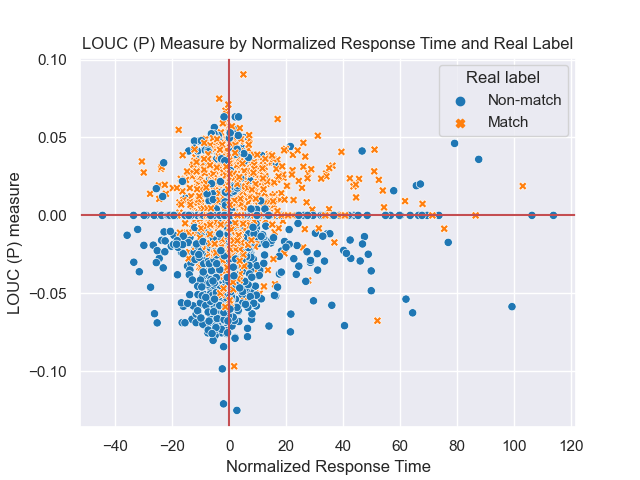 LOUC (P) Measure by Normalized Response Time and Real Label
Real label
Non-match
Match
LOUC (P) measure
0.10
0.05
0.00
−0.05
−0.10
−40
−20
0
20
40
60
80
100
120
Normalized Response Time